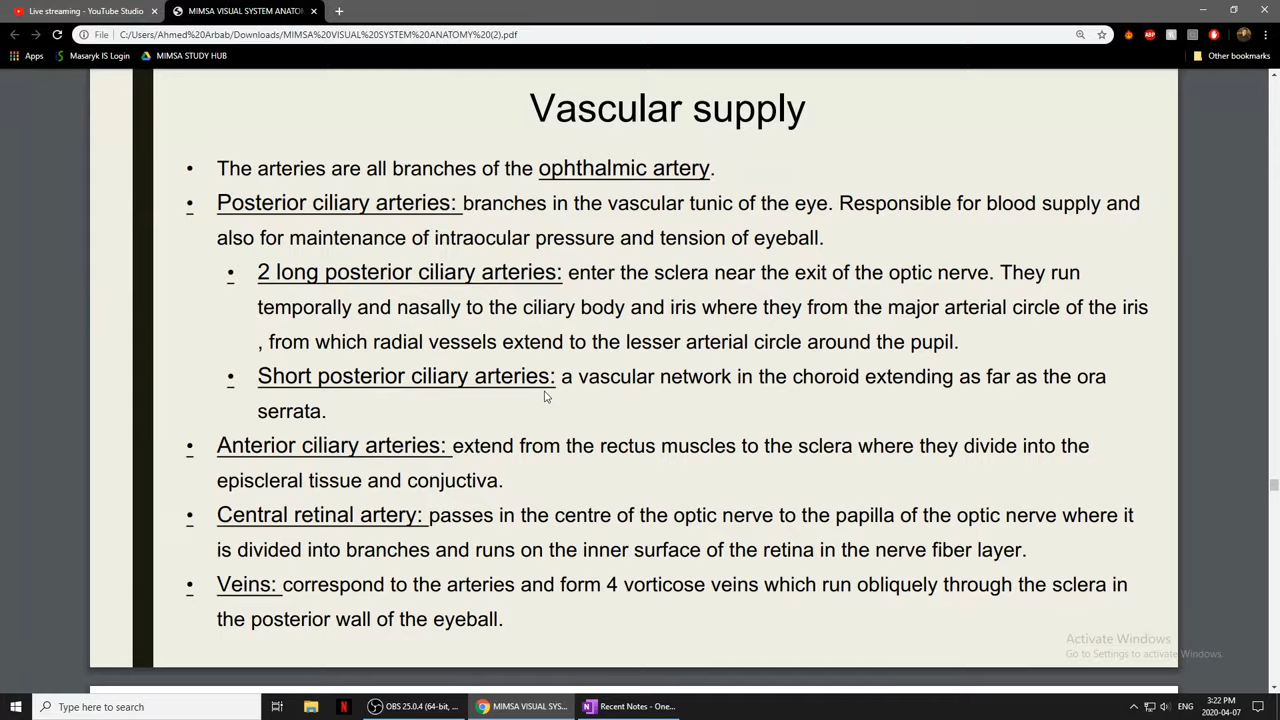 Live streaming - YouTube Studio
MIMSA VISUAL SYSTEM ANATOM
File C:/Users/Ahmed%20Arbab/Downloads/MIMSA%20VISUAL%20SYSTEM%20ANATOMY%20(2).pdf
ABP
Apps Masaryk IS Login MIMSA STUDY HUB Other bookmarks
Vascular supply
• The arteries are all branches of the ophthalmic artery.
• Posterior ciliary arteries: branches in the vascular tunic of the eye. Responsible for blood supply and
also for maintenance of intraocular pressure and tension of eyeball.
• 2 long posterior ciliary arteries: enter the sclera near the exit of the optic nerve. They run
temporally and nasally to the ciliary body and iris where they from the major arterial circle of the iris
, from which radial vessels extend to the lesser arterial circle around the pupil.
• Short posterior ciliary arteries: a vascular network in the choroid extending as far as the ora
serrata.
• Anterior ciliary arteries: extend from the rectus muscles to the sclera where they divide into the
episcleral tissue and conjuctiva.
• Central retinal artery: passes in the centre of the optic nerve to the papilla of the optic nerve where it
is divided into branches and runs on the inner surface of the retina in the nerve fiber layer.
• Veins: correspond to the arteries and form 4 vorticose veins which run obliquely through the sclera in
the posterior wall of the eyeball.
Activate Windows
Go to Settings to activate Windows.
Type here to search
OBS 25.0.4 (64-bit, ...
MIMSA VISUAL SYS...
Recent Notes - One...
3:22 PM
2020-04-07